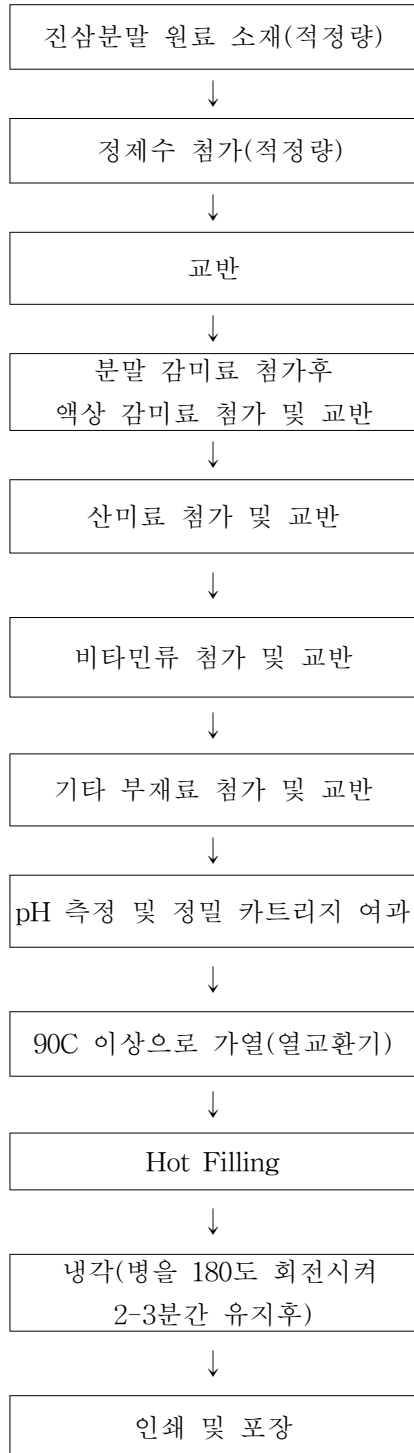 진삼분말 원료 소재(적정량)
↓
정제수 첨가(적정량)
↓
교반
↓
분말 감미료 첨가후
액상 감미료 첨가 및 교반
↓
산미료 첨가 및 교반
↓
비타민류 첨가 및 교반
↓
기타 부재료 첨가 및 교반
↓
pH 측정 및 정밀 카트리지 여과
↓
90C 이상으로 가열(열교환기)
↓
Hot Filling
↓
냉각(병을 180도 회전시켜
2-3분간 유지후)
↓
인쇄 및 포장